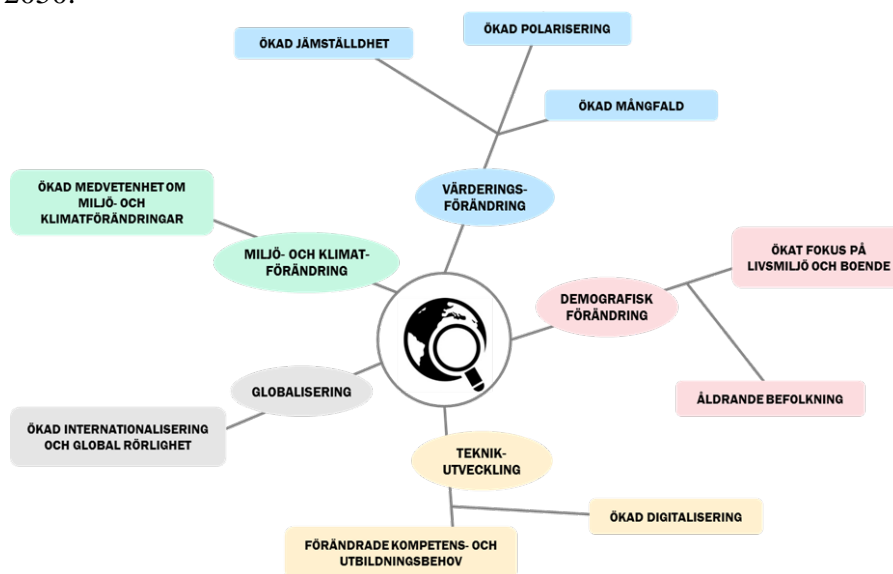 ÖKAD POLARISERING
ÖKAD JÄMSTÄLLDHET
ÖKAD MÅNGFALD
VÄRDERINGS-
FÖRÄNDRING
ÖKAD MEDVETENHET OM
MILJÖ- OCH
KLIMATFÖRÄNDRINGAR
MILJÖ- OCH KLIMAT-
FÖRÄNDRING
ÖKAT FOKUS PÅ
LIVSMILJÖ OCH BOENDE
DEMOGRAFISK
FÖRÄNDRING
ÅLDRANDE BEFOLKNING
GLOBALISERING
ÖKAD INTERNATIONALISERING
OCH GLOBAL RÖRLIGHET
TEKNIK-
UTVECKLING
ÖKAD DIGITALISERING
FÖRÄNDRADE KOMPETENS- OCH
UTBILDNINGSBEHOV